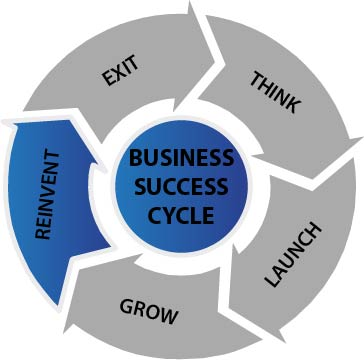 BUSINESS
SUCCESS
CYCLE
EXIT
THINK
LAUNCH
GROW
REINVENT